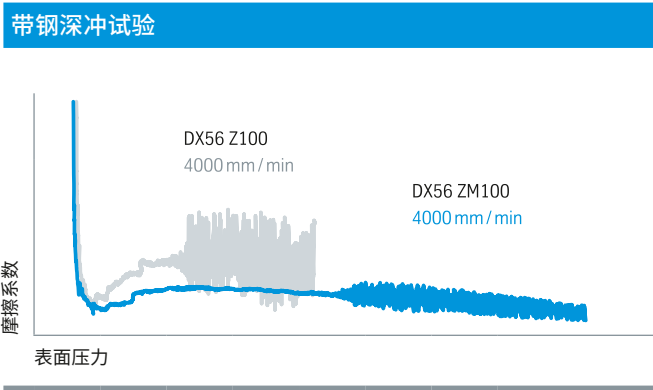 带钢深冲试验
DX56 Z100
4000 mm / min
DX56 ZM100
4000 mm / min
摩擦系数
表面压力